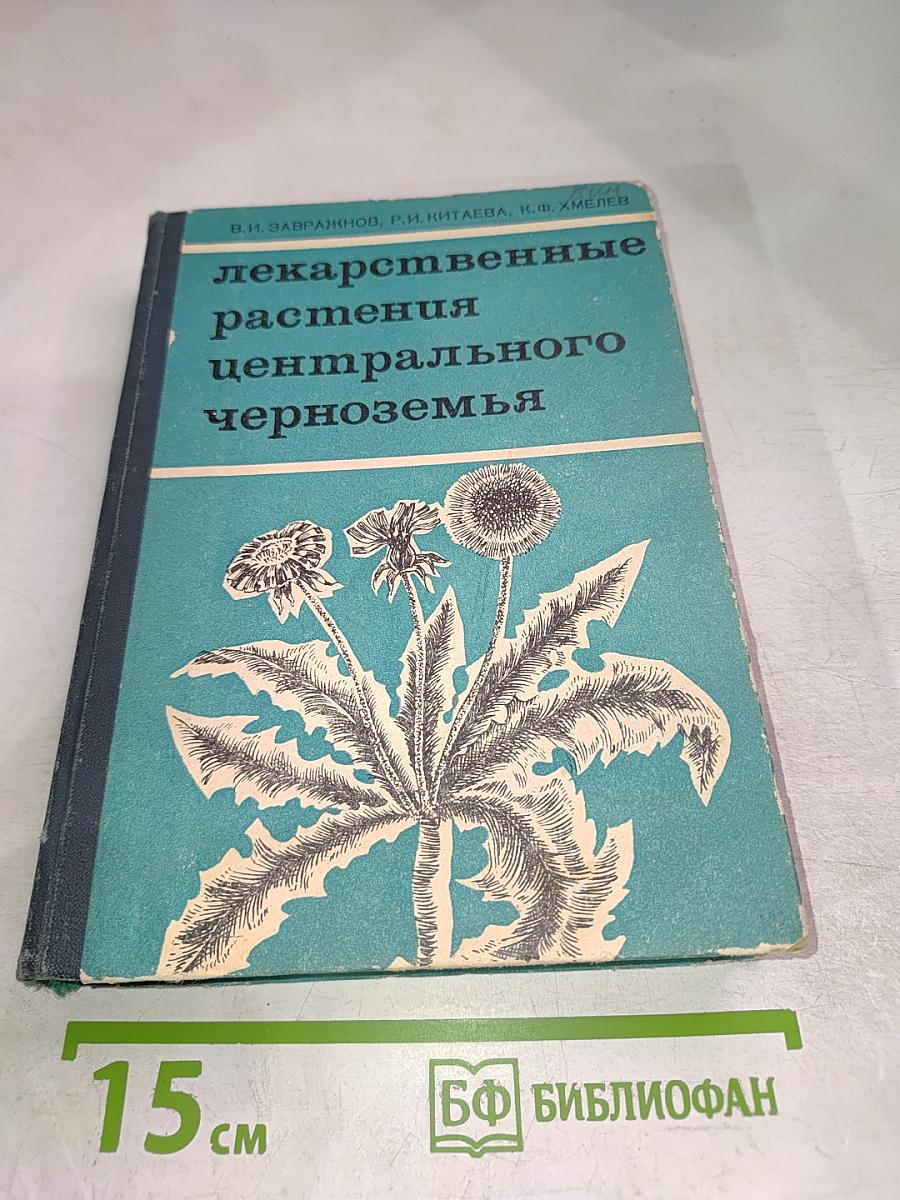 В.И. ЗАВРАЖНОВ, Р.И. КИТАЕВА, К.Ф. ХМЕЛЕВ
лекарственные
растения
центрального
черноземья
15 см
БФ БИБЛИОФАН